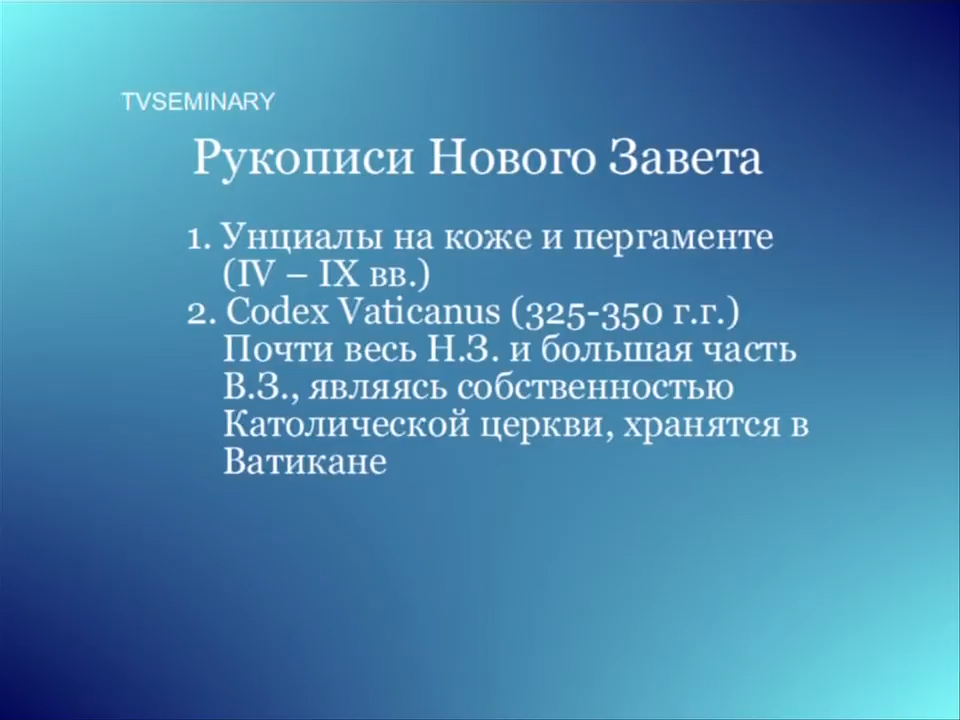 TVSEMINARY
Рукописи Нового Завета
1. Унциалы на коже и пергаменте
(IV – IX вв.)
2. Codex Vaticanus (325-350 г.г.)
Почти весь Н.З. и большая часть
В.З., являясь собственностью
Католической церкви, хранятся в
Ватикане